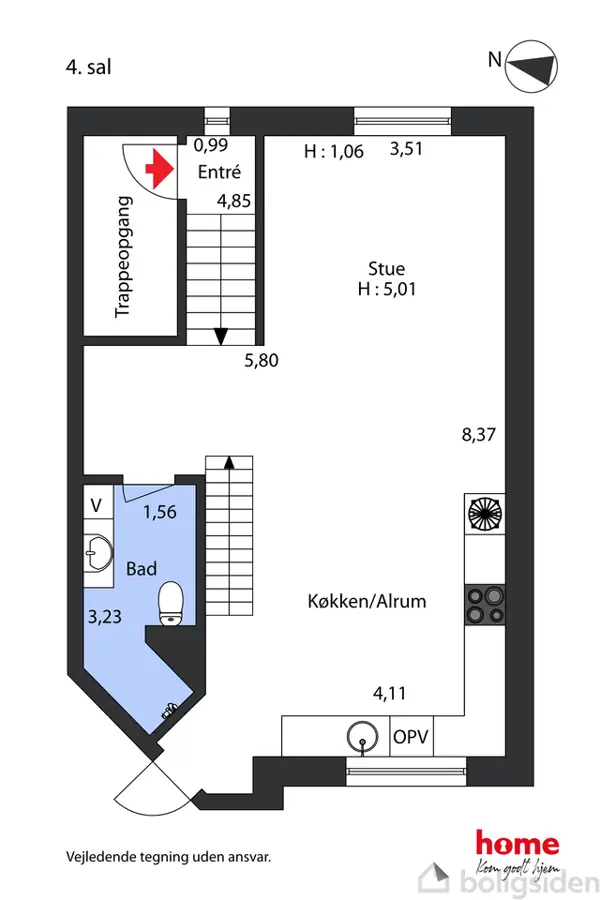 4. sal
N
0,99
H : 1,06 3,51
Entré
4,85
Trappeopgang
Stue
H : 5,01
5,80
8,37
V
1,56
Bad
3,23
Køkken/Alrum
4,11
OPV
home
Kom godt hjem
Vejledende tegning uden ansvar.
boligsiden